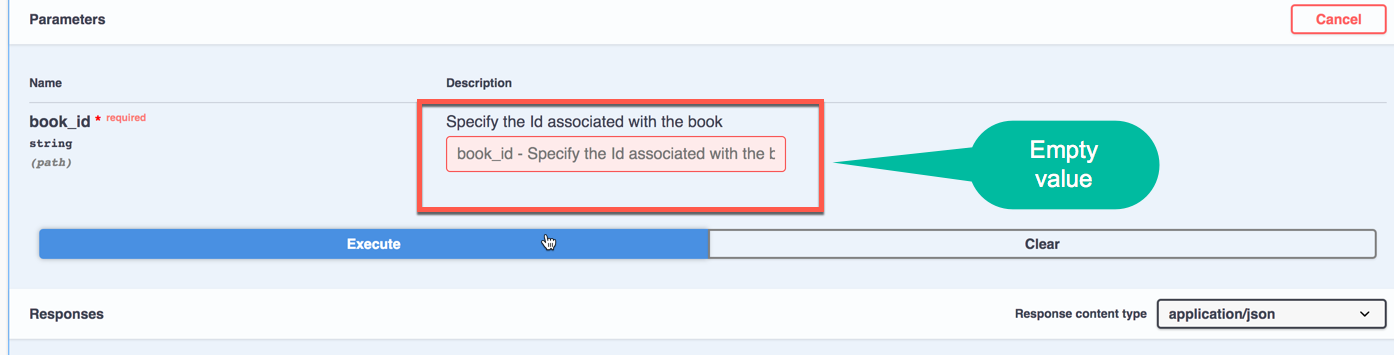 Parameters
Cancel
Name
Description
book_id * required
string
(path)
Specify the Id associated with the book
book_id - Specify the Id associated with the b
Empty
value
Execute
Clear
Responses
Response content type
application/json